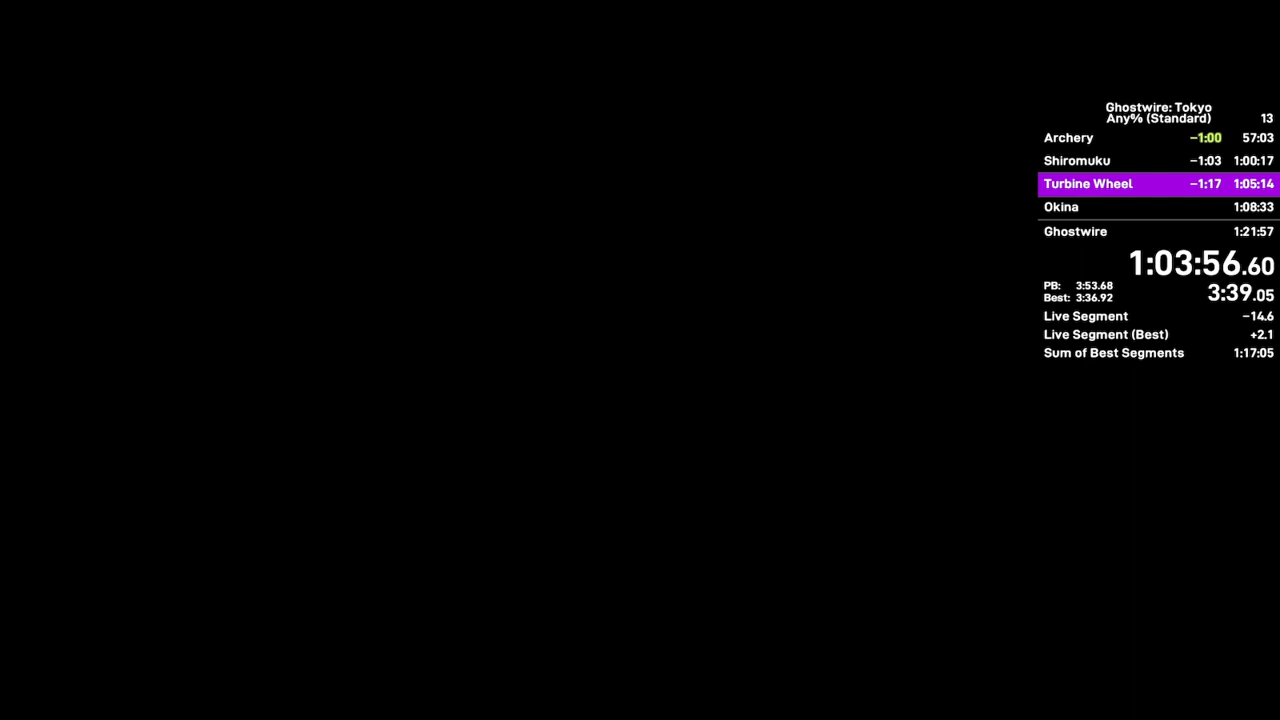 Ghostwire: Tokyo
Any% (Standard) 13
Archery −1:00 57:03
Shiromuku −1:03 1:00:17
Turbine Wheel −1:17 1:05:14
Okina 1:08:33
Ghostwire 1:21:57
1:03:56.60
PB: 3:53.68
Best: 3:36.92
3:39.05
Live Segment −14.6
Live Segment (Best) +2.1
Sum of Best Segments 1:17:05